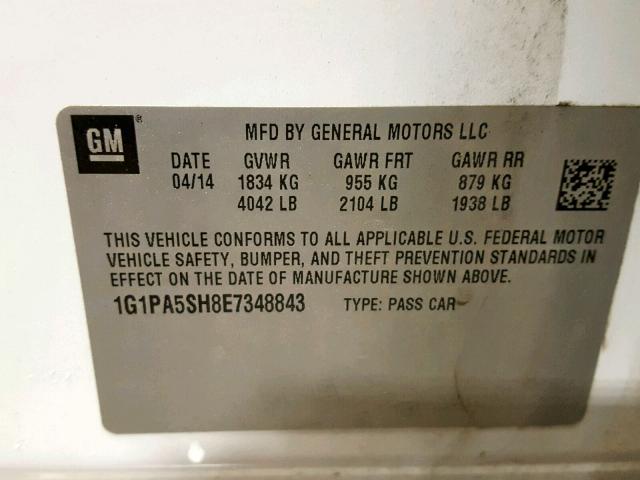 GM ® MFD BY GENERAL MOTORS LLC
DATE GVWR GAWR FRT GAWR RR
04/14 1834 KG 955 KG 879 KG
4042 LB 2104 LB 1938 LB
THIS VEHICLE CONFORMS TO ALL APPLICABLE U.S. FEDERAL MOTOR
VEHICLE SAFETY, BUMPER, AND THEFT PREVENTION STANDARDS IN
EFFECT ON THE DATE OF MANUFACTURE SHOWN ABOVE.
1G1PA5SH8E7348843 TYPE: PASS CAR